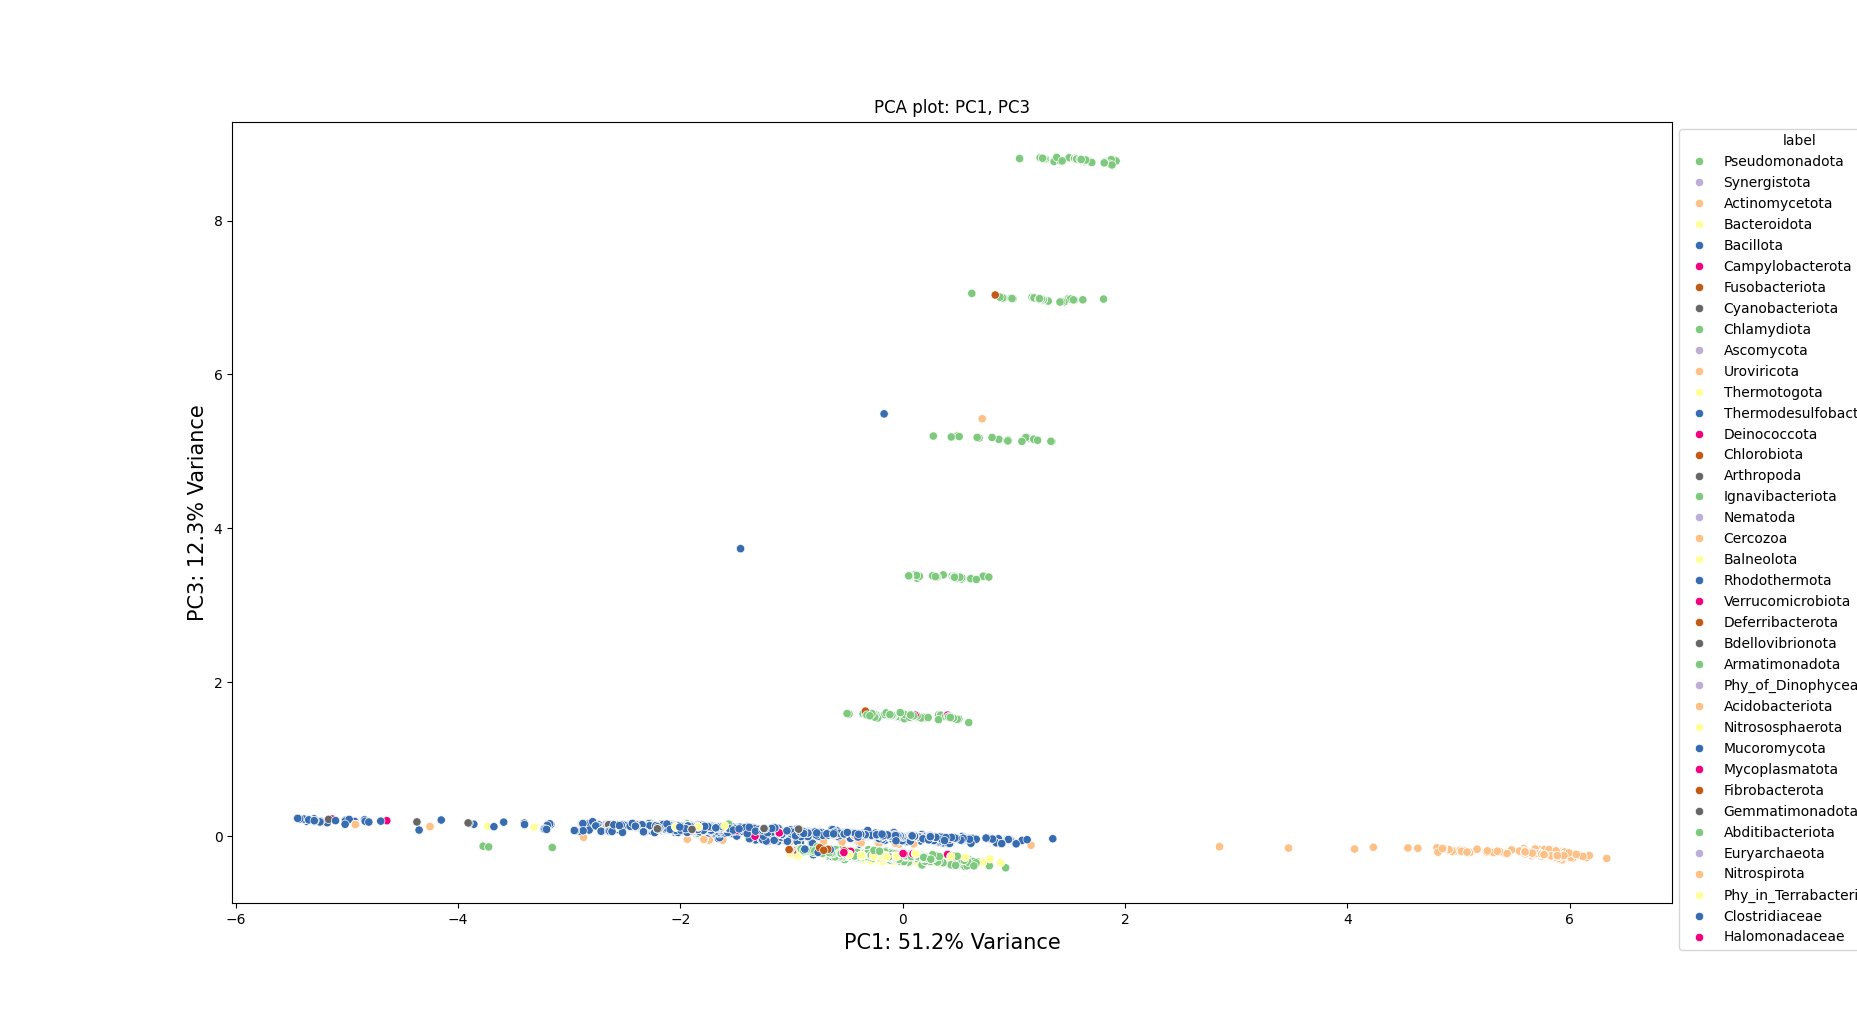 PCA plot: PC1, PC3
PC3: 12.3% Variance
8
6
4
2
0
−6
−4
−2
0
2
4
6
PC1: 51.2% Variance
label
Pseudomonadota
Synergistota
Actinomycetota
Bacteroidota
Bacillota
Campylobacterota
Fusobacteriota
Cyanobacteriota
Chlamydiota
Ascomycota
Uroviricota
Thermotogota
Thermodesulfobact
Deinococcota
Chlorobiota
Arthropoda
Ignavibacteriota
Nematoda
Cercozoa
Balneolota
Rhodothermota
Verrucomicrobiota
Deferribacterota
Bdellovibrionota
Armatimonadota
Phy_of_Dinophycea
Acidobacteriota
Nitrososphaerota
Mucoromycota
Mycoplasmatota
Fibrobacterota
Gemmatimonadota
Abditibacteriota
Euryarchaeota
Nitrospirota
Phy_in_Terrabacteri
Clostridiaceae
Halomonadaceae